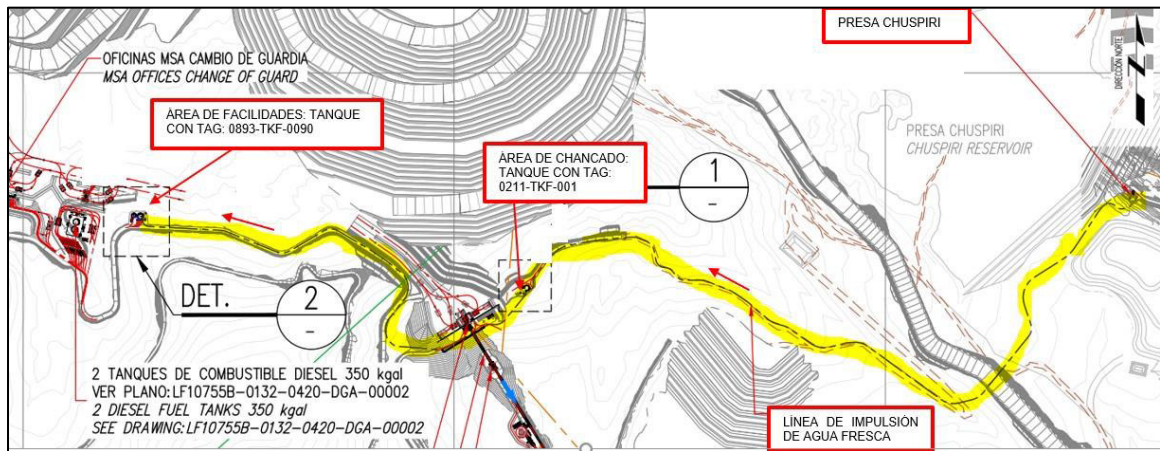 PRESA CHUSPIRI
DIRECCIÓN NORTE
OFICINAS MSA CAMBIO DE GUARDIA
MSA OFFICES CHANGE OF GUARD
ÁREA DE FACILIDADES: TANQUE
CON TAG: 0893-TKF-0090
ÁREA DE CHANCADO:
TANQUE CON TAG:
0211-TKF-001
1
-
PRESA CHUSPIRI
CHUSPIRI RESERVOIR
DET.
2
-
2 TANQUES DE COMBUSTIBLE DIESEL 350 kgal
VER PLANO:LF10755B-0132-0420-DGA-00002
2 DIESEL FUEL TANKS 350 kgal
SEE DRAWING:LF10755B-0132-0420-DGA-00002
LÍNEA DE IMPULSIÓN
DE AGUA FRESCA